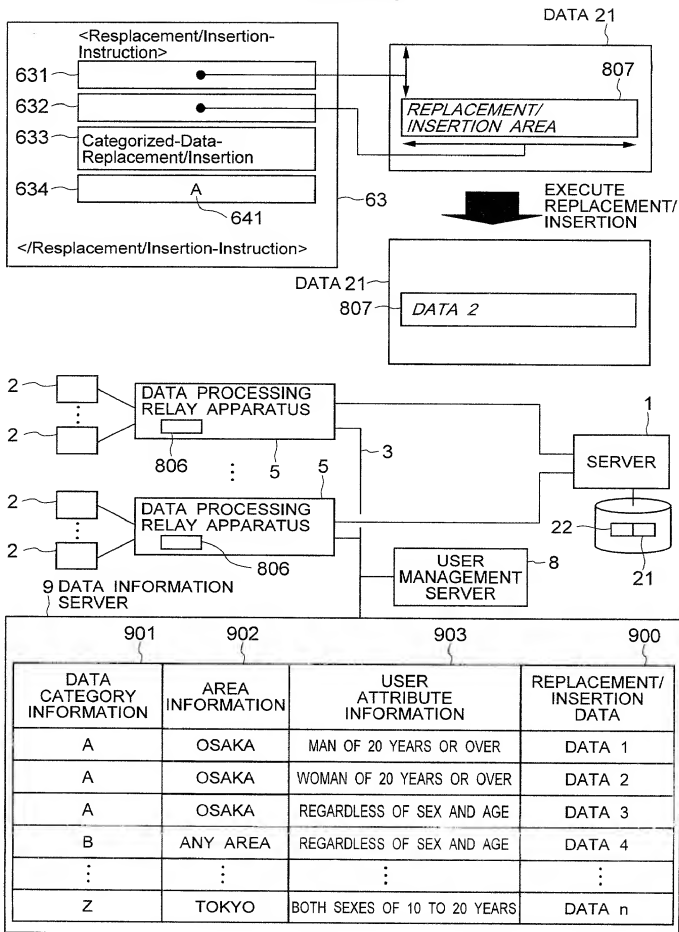 DATA 21
<Resplacement/Insertion-
Instruction>
631
632
633
Categorized-Data-
Replacement/Insertion
634
A
641
63
</Resplacement/Insertion-Instruction>
807
REPLACEMENT/
INSERTION AREA
EXECUTE
REPLACEMENT/
INSERTION
DATA 21
807
DATA 2
2
2
DATA PROCESSING
RELAY APPARATUS
806
5
5
3
1
SERVER
2
2
DATA PROCESSING
RELAY APPARATUS
806
22
21
USER
MANAGEMENT
SERVER
8
9 DATA INFORMATION
SERVER
901 902 903 900
DATA
CATEGORY
INFORMATION
AREA
INFORMATION
USER
ATTRIBUTE
INFORMATION
REPLACEMENT/
INSERTION
DATA
A OSAKA MAN OF 20 YEARS OR OVER DATA 1
A OSAKA WOMAN OF 20 YEARS OR OVER DATA 2
A OSAKA REGARDLESS OF SEX AND AGE DATA 3
B ANY AREA REGARDLESS OF SEX AND AGE DATA 4
Z TOKYO BOTH SEXES OF 10 TO 20 YEARS DATA n